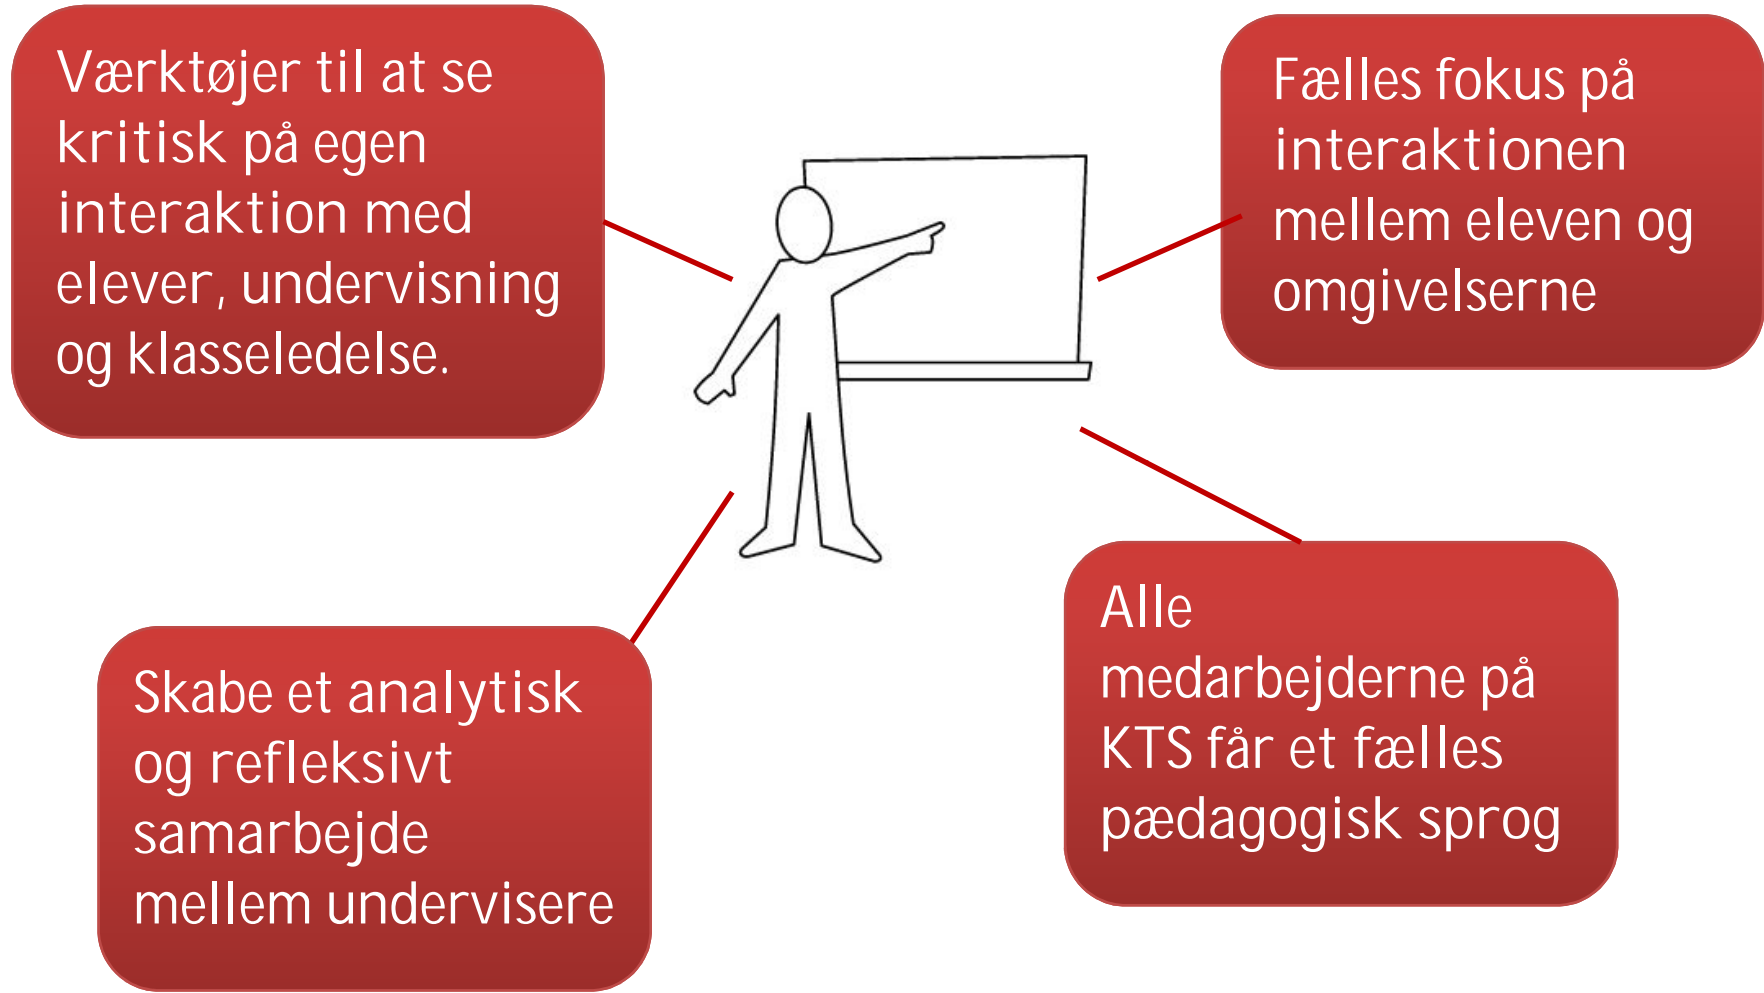 Værktøjer til at se
kritisk på egen
interaktion med
elever, undervisning
og klasseledelse.
Fælles fokus på
interaktionen
mellem eleven og
omgivelserne
Skabe et analytisk
og refleksivt
samarbejde
mellem undervisere
Alle
medarbejderne på
KTS får et fælles
pædagogisk sprog